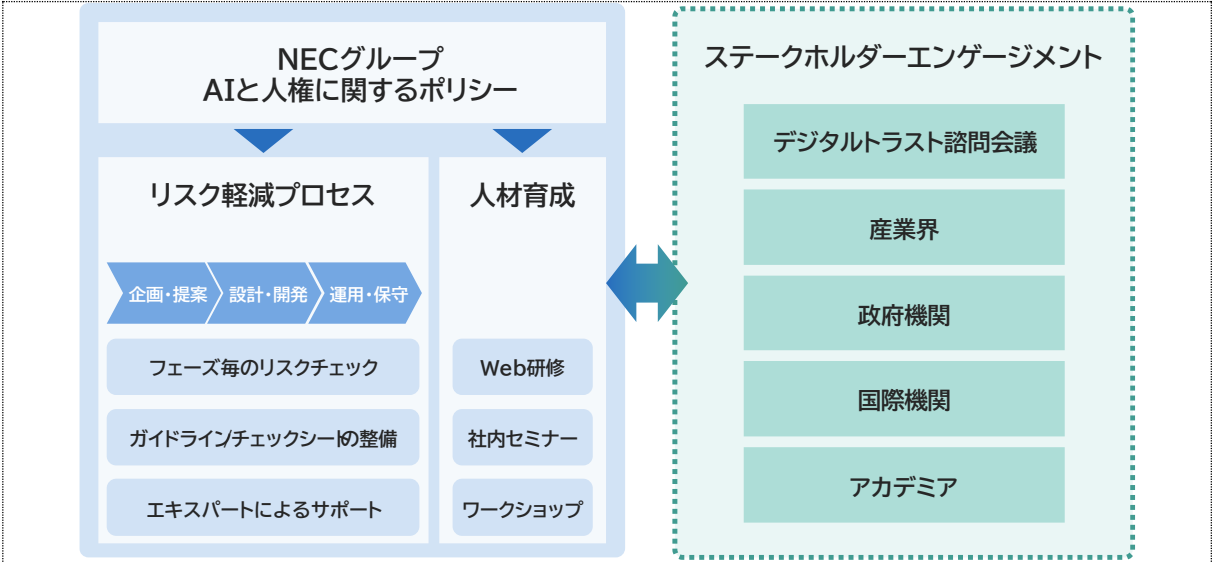 NECグループ
AIと人権に関するポリシー
リスク軽減プロセス
企画・提案
設計・開発
運用・保守
フェーズ毎のリスクチェック
ガイドライン/チェックシートの整備
エキスパートによるサポート
人材育成
Web研修
社内セミナー
ワークショップ
ステークホルダーエンゲージメント
デジタルトラスト諮問会議
産業界
政府機関
国際機関
アカデミア